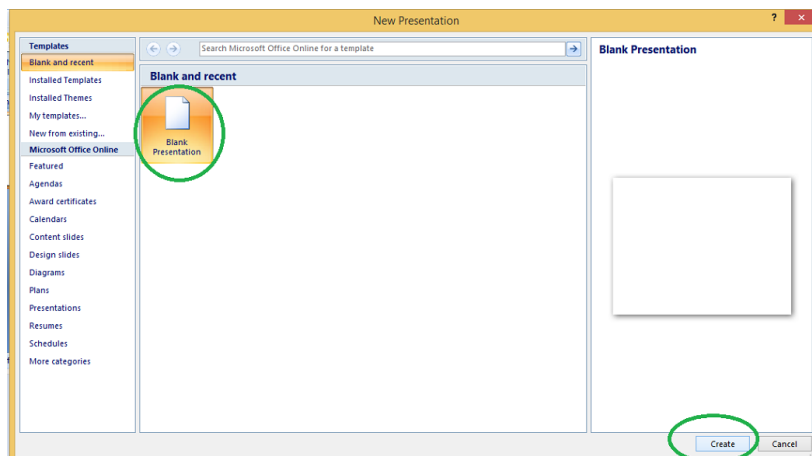 New Presentation
?
Templates
Blank and recent
Installed Templates
Installed Themes
My templates...
New from existing...
Microsoft Office Online
Featured
Agendas
Award certificates
Calendars
Content slides
Design slides
Diagrams
Plans
Presentations
Resumes
Schedules
More categories
Search Microsoft Office Online for a template
Blank and recent
Blank
Presentation
Blank Presentation
Create
Cancel